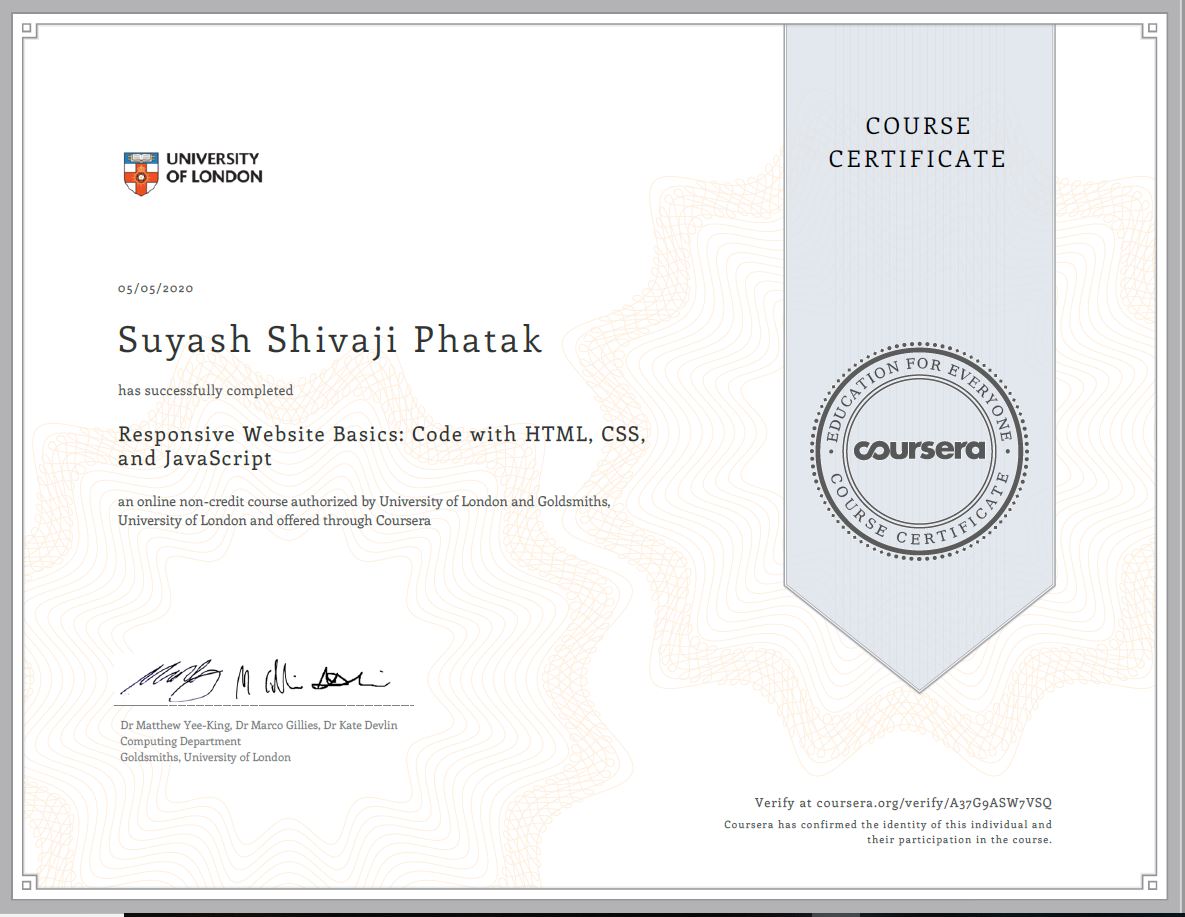 COURSE
CERTIFICATE
UNIVERSITY
OF LONDON
05/05/2020
Suyash Shivaji Phatak
has successfully completed
Responsive Website Basics: Code with HTML, CSS,
and JavaScript
an online non-credit course authorized by University of London and Goldsmiths,
University of London and offered through Coursera
EDUCATION FOR EVERYONE
coursera
COURSE CERTIFICATE
Dr Matthew Yee-King, Dr Marco Gillies, Dr Kate Devlin
Computing Department
Goldsmiths, University of London
Verify at coursera.org/verify/A37G9ASW7VSQ
Coursera has confirmed the identity of this individual and
their participation in the course.